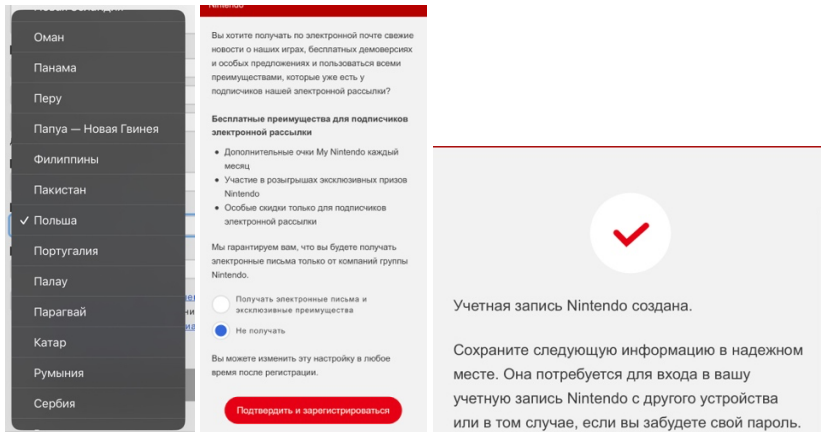 Оман
Панама
Перу
Папуа — Новая Гвинея
Филиппины
Пакистан
✓ Польша
Португалия
Палау
Парагвай
Катар
Румыния
Сербия
Nintendo
Вы хотите получать по электронной почте свежие
новости о наших играх, бесплатных демоверсиях
и особых предложениях и пользоваться всеми
преимуществами, которые уже есть у
подписчиков нашей электронной рассылки?
Бесплатные преимущества для подписчиков
электронной рассылки
• Дополнительные очки My Nintendo каждый
месяц
• Участие в розыгрышах эксклюзивных призов
Nintendo
• Особые скидки только для подписчиков
электронной рассылки
Мы гарантируем вам, что вы будете получать
электронные письма только от компаний группы
Nintendo.
Получать электронные письма и
эксклюзивные преимущества
Не получать
Вы можете изменить эту настройку в любое
время после регистрации.
Подтвердить и зарегистрироваться
Учетная запись Nintendo создана.
Сохраните следующую информацию в надежном
месте. Она потребуется для входа в вашу
учетную запись Nintendo с другого устройства
или в том случае, если вы забудете свой пароль.